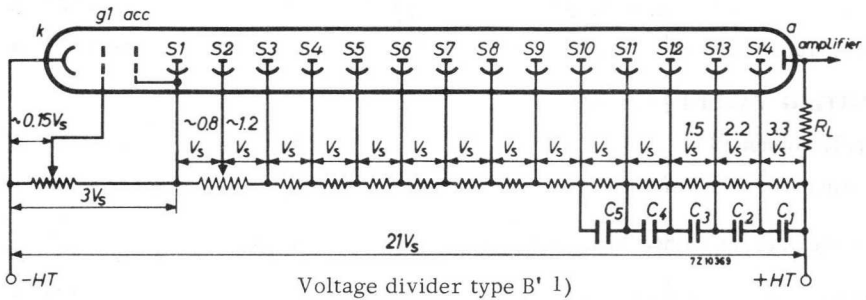 g1 acc
k S1 S2 S3 S4 S5 S6 S7 S8 S9 S10 S11 S12 S13 S14 a
amplifier
~0.15Vs ~0.8 ~1.2 1.5 2.2 3.3 RL
Vs Vs Vs Vs Vs Vs Vs Vs Vs Vs Vs Vs Vs Vs
3Vs
C5 C4 C3 C2 C1
21Vs
7Z10369
-HT +HT
Voltage divider type B' 1)